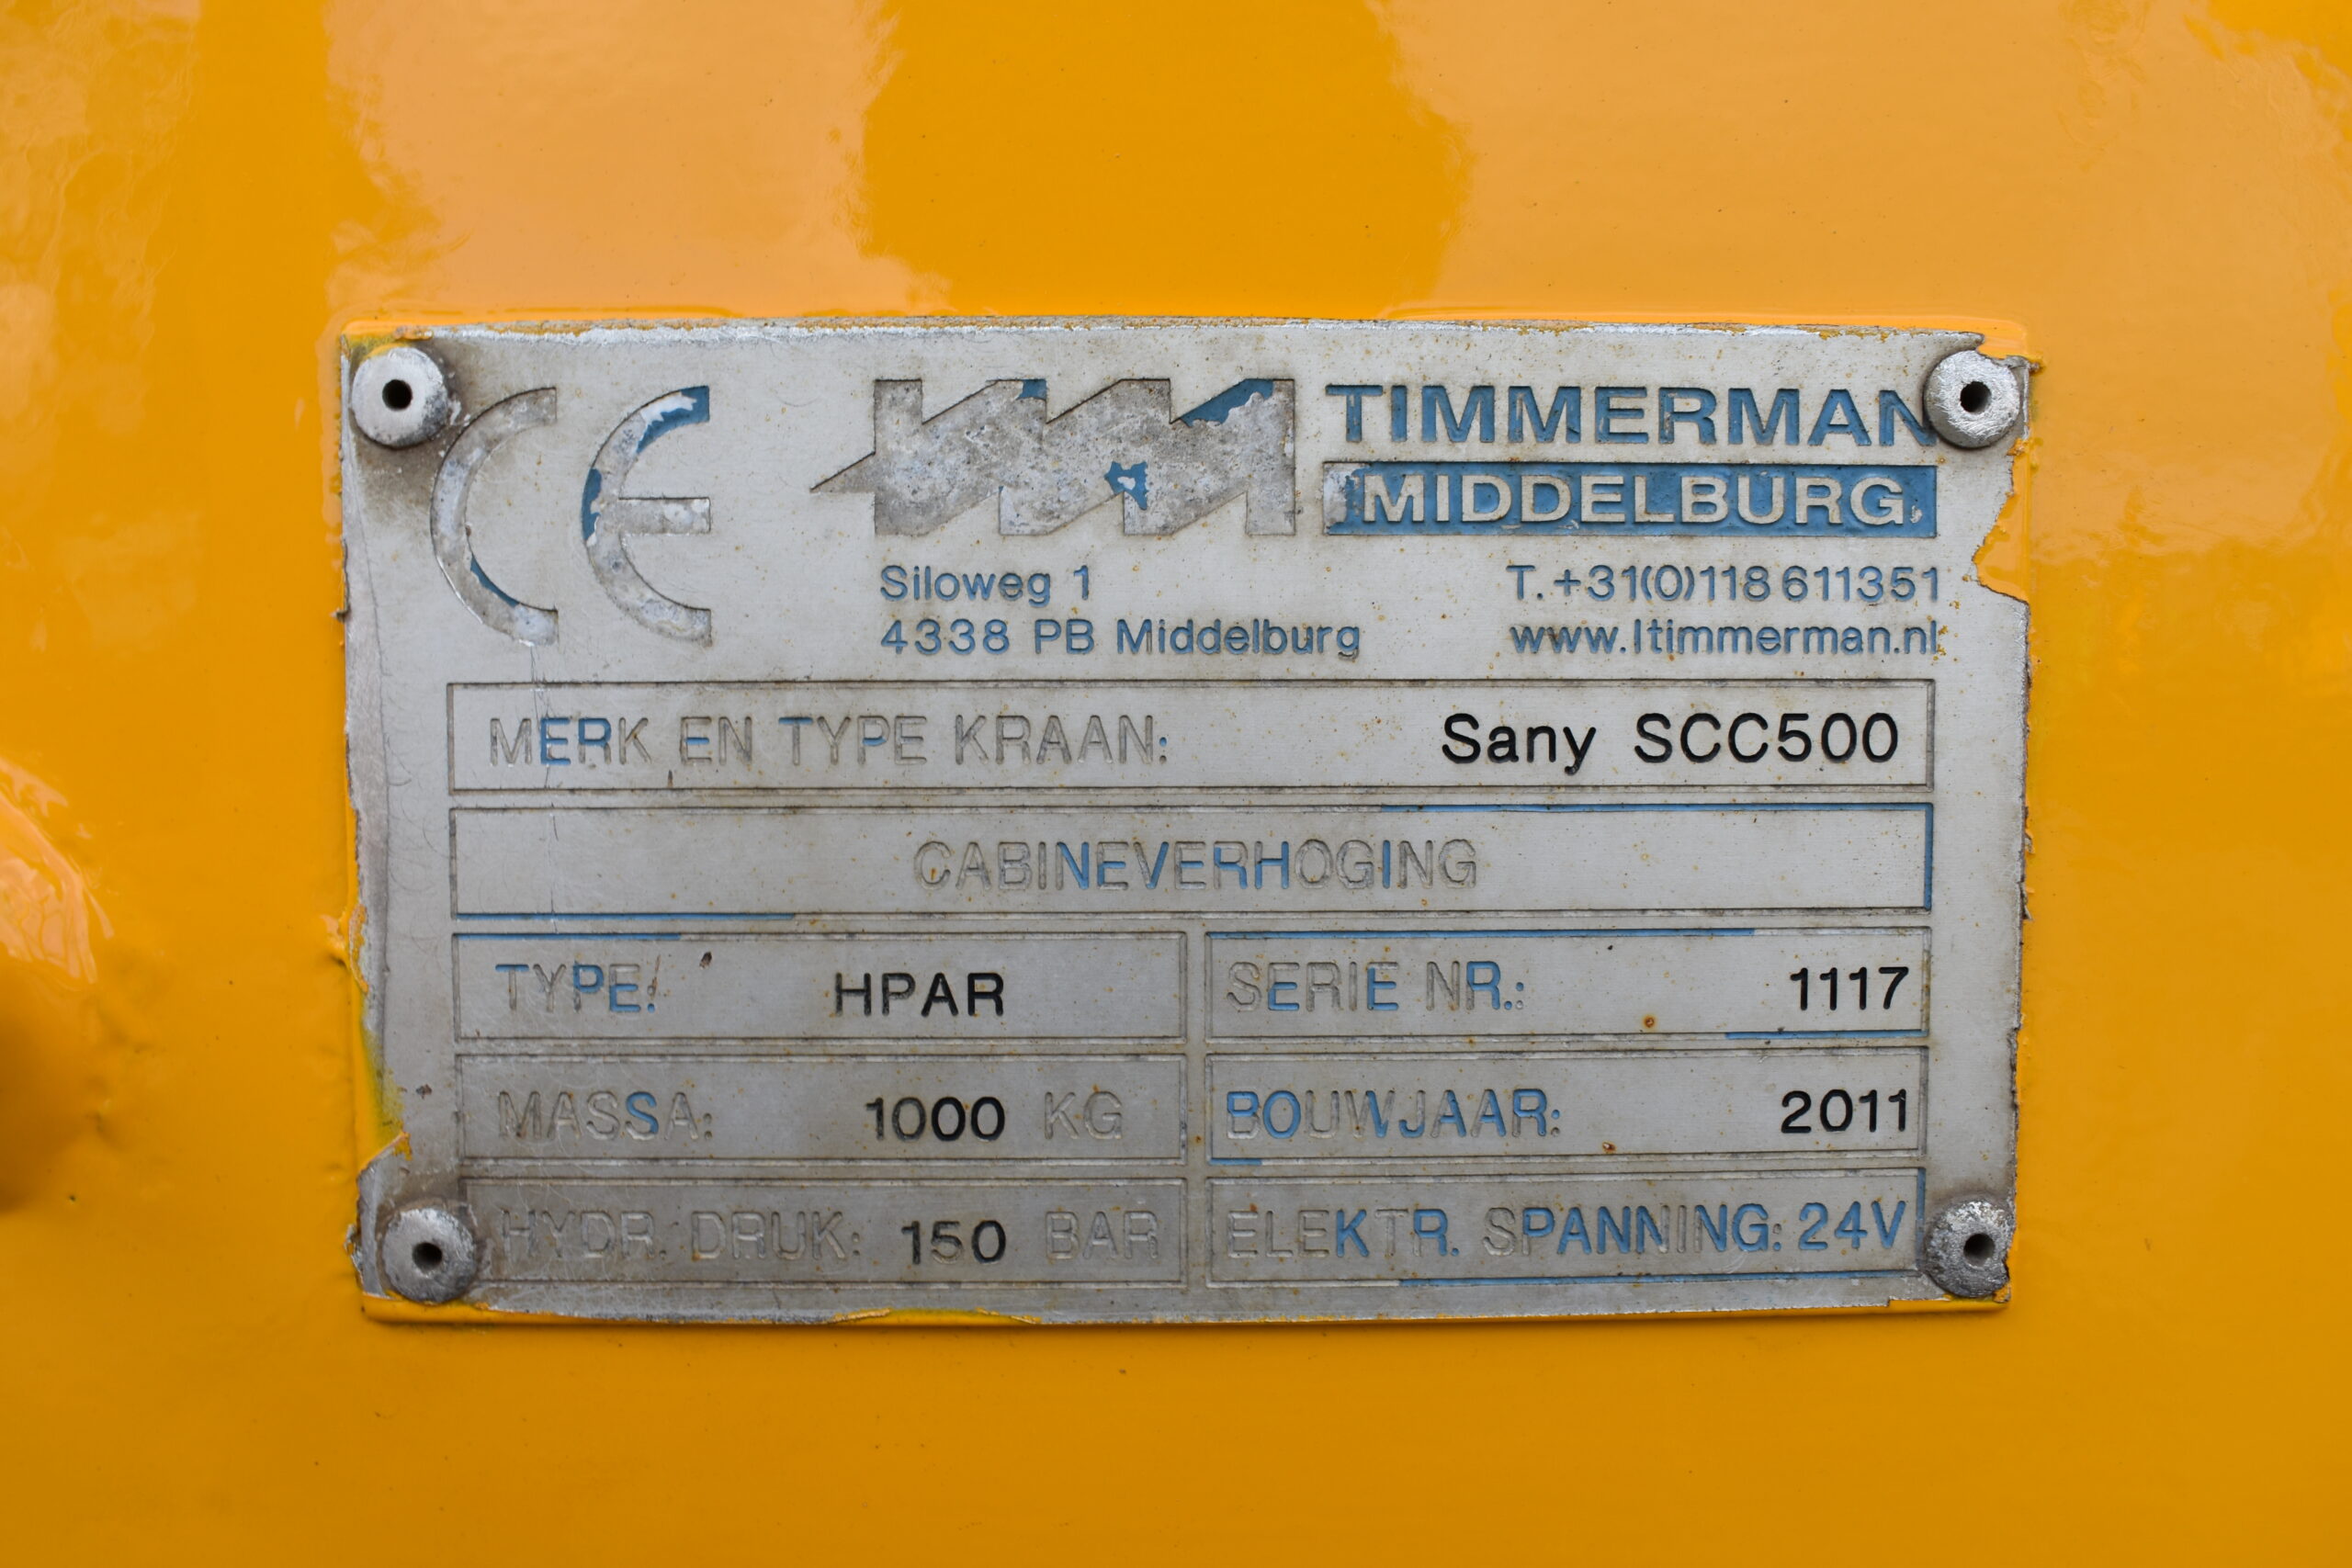 CE TIMMERMAN
MIDDELBURG
Siloweg 1 T. +31(0)118 611351
4338 PB Middelburg www.ltimmerman.nl
MERK EN TYPE KRAAN: Sany SCC500
CABINEVERHOGING
TYPE: HPAR SERIE NR.: 1117
MASSA: 1000 KG BOUWJAAR: 2011
HYDR. DRUK: 150 BAR ELEKTR. SPANNING: 24V